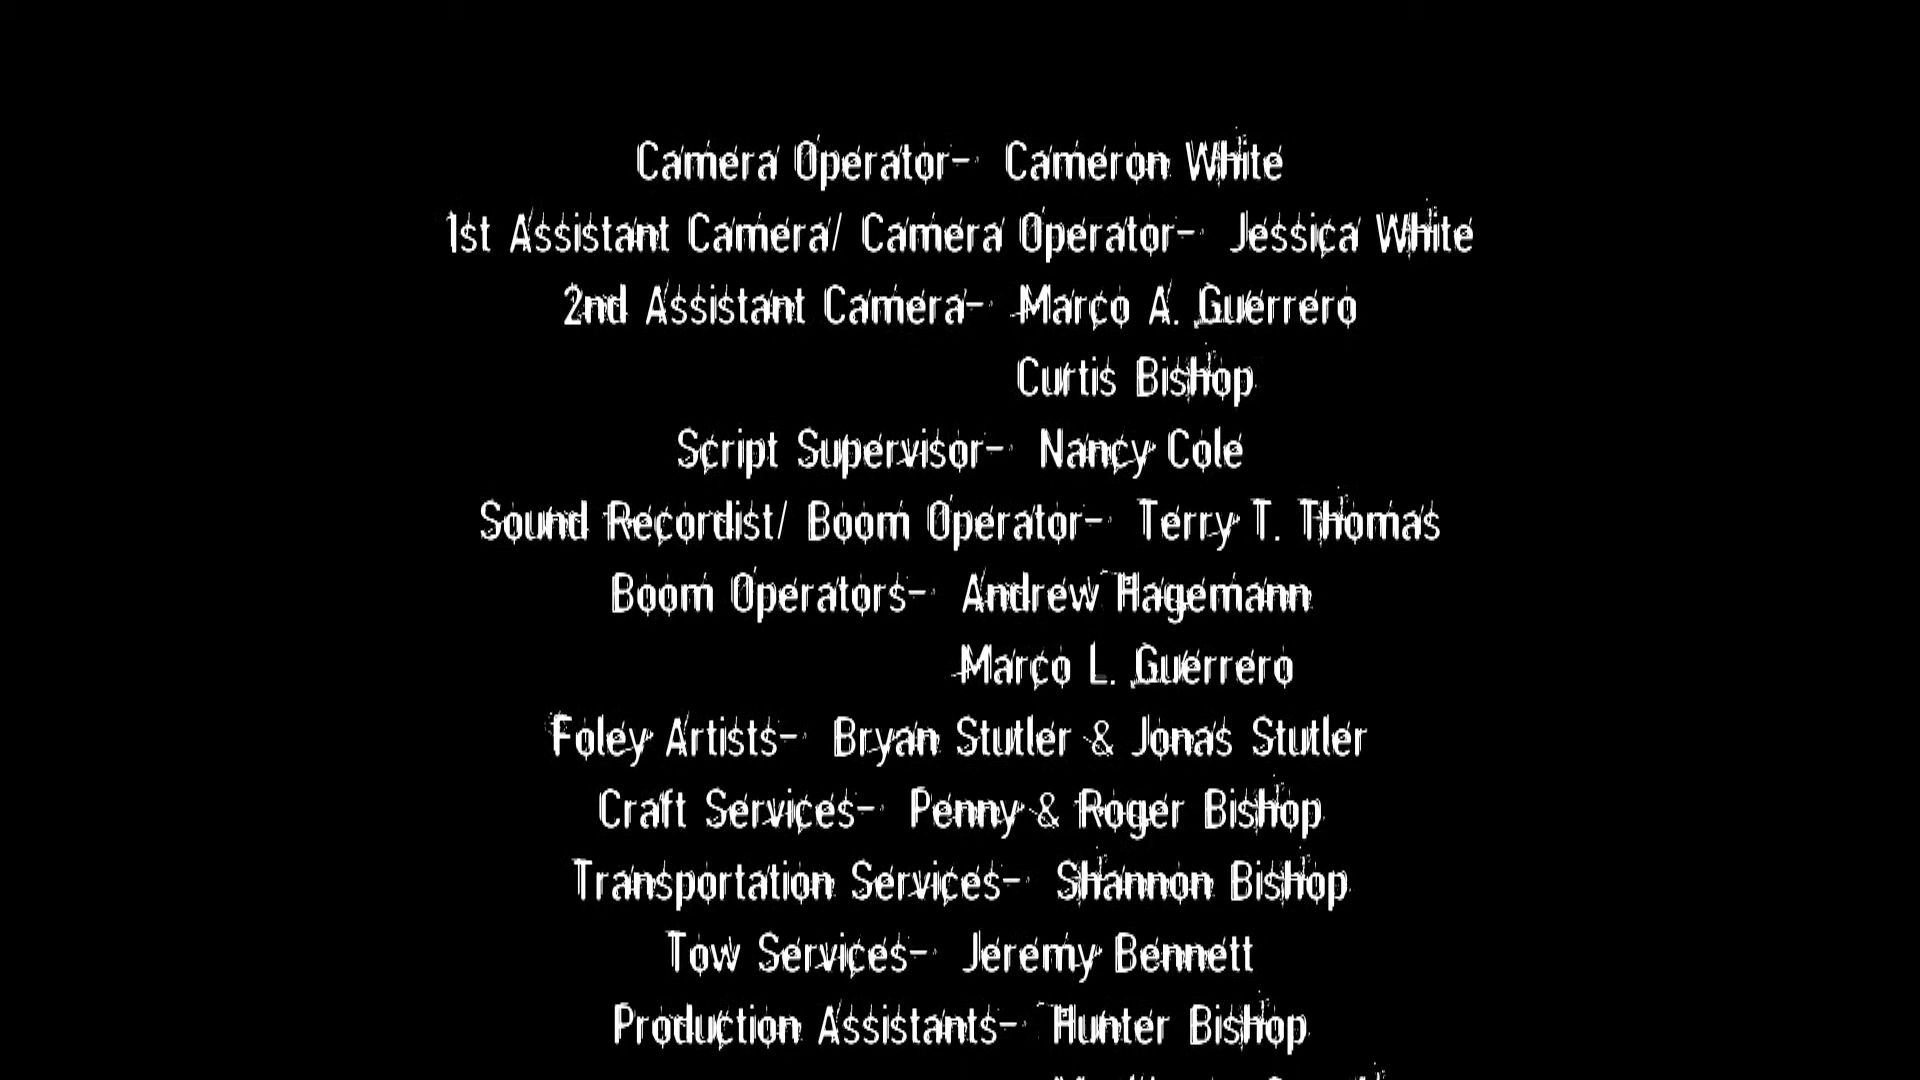 Camera Operator- Cameron White
1st Assistant Camera/ Camera Operator- Jessica White
2nd Assistant Camera- Marco A. Guerrero
Curtis Bishop
Script Supervisor- Nancy Cole
Sound Recordist/ Boom Operator- Terry T. Thomas
Boom Operators- Andrew Hagemann
Marco L. Guerrero
Foley Artists- Bryan Stutler & Jonas Stutler
Craft Services- Penny & Roger Bishop
Transportation Services- Shannon Bishop
Tow Services- Jeremy Bennett
Production Assistants- Hunter Bishop